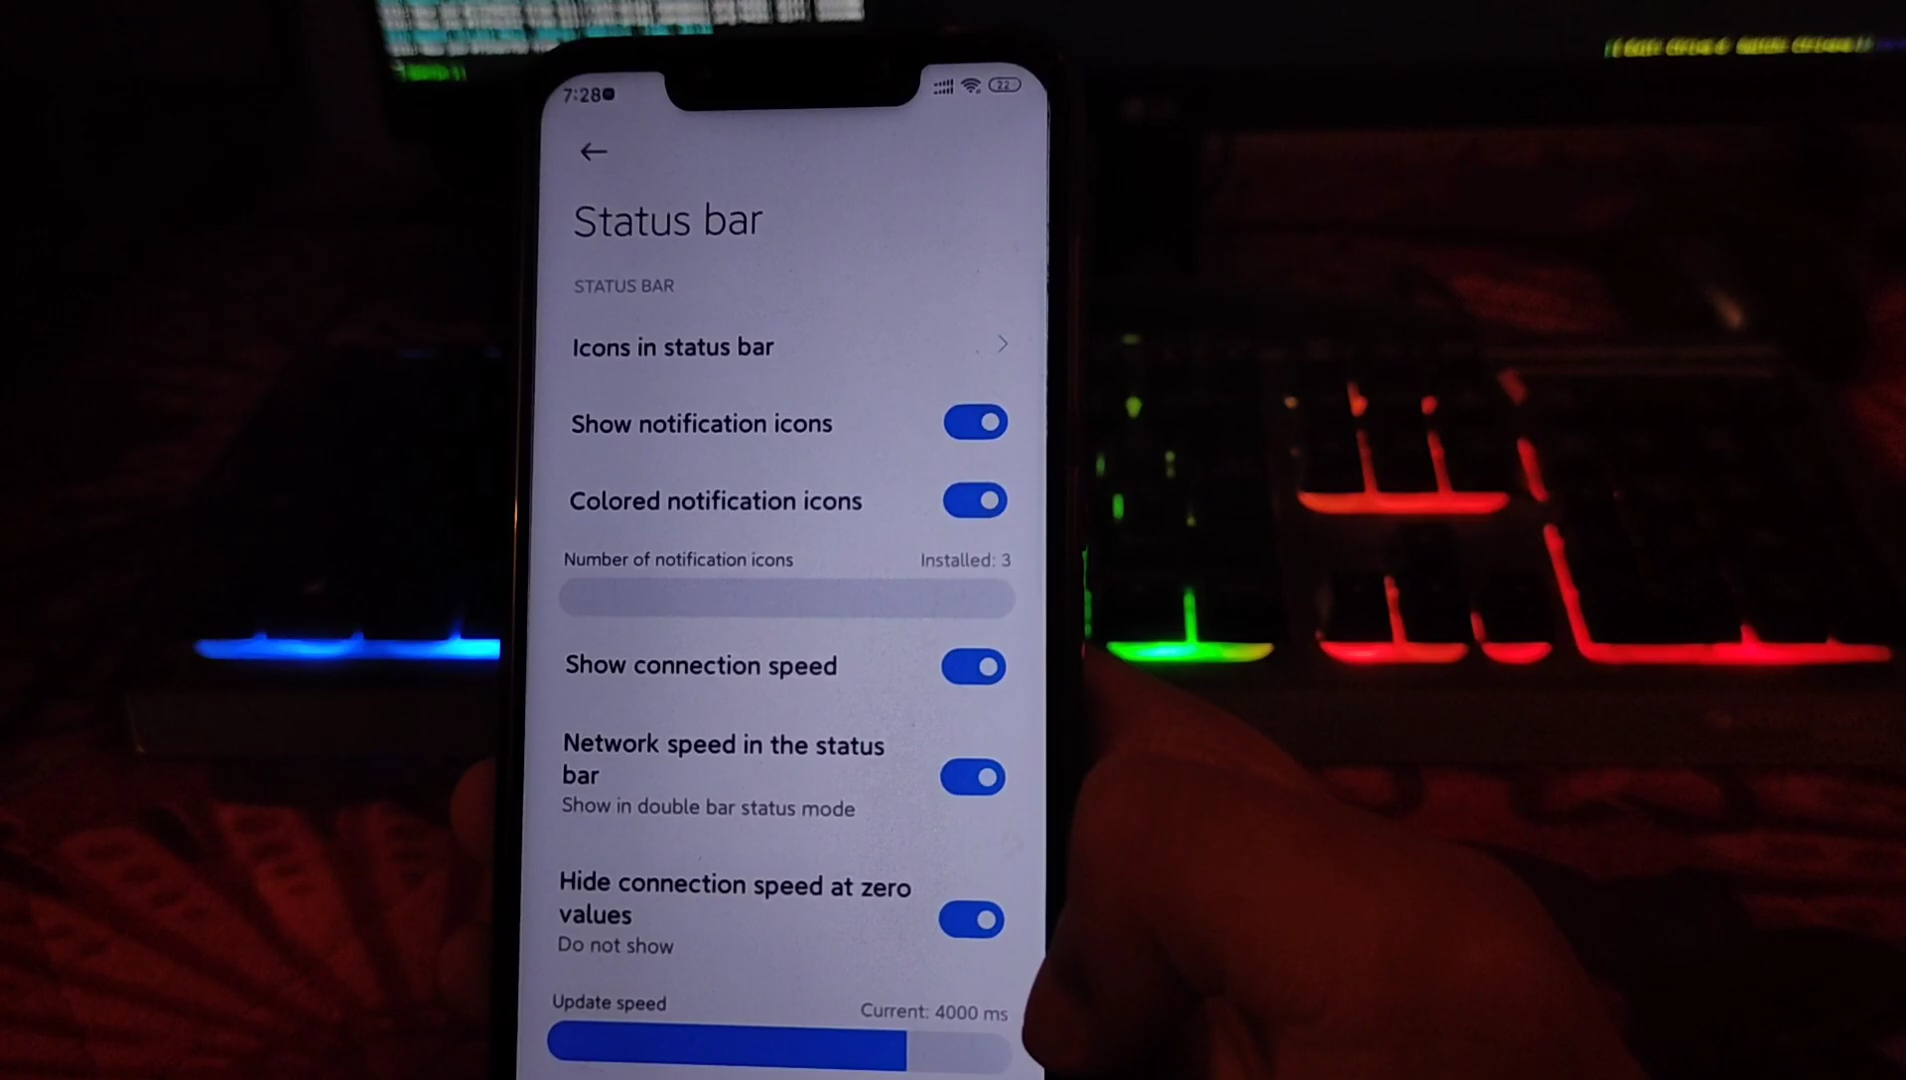 7:28
22
Status bar
STATUS BAR
Icons in status bar
Show notification icons
Colored notification icons
Number of notification icons Installed: 3
Show connection speed
Network speed in the status
bar
Show in double bar status mode
Hide connection speed at zero
values
Do not show
Update speed Current: 4000 ms